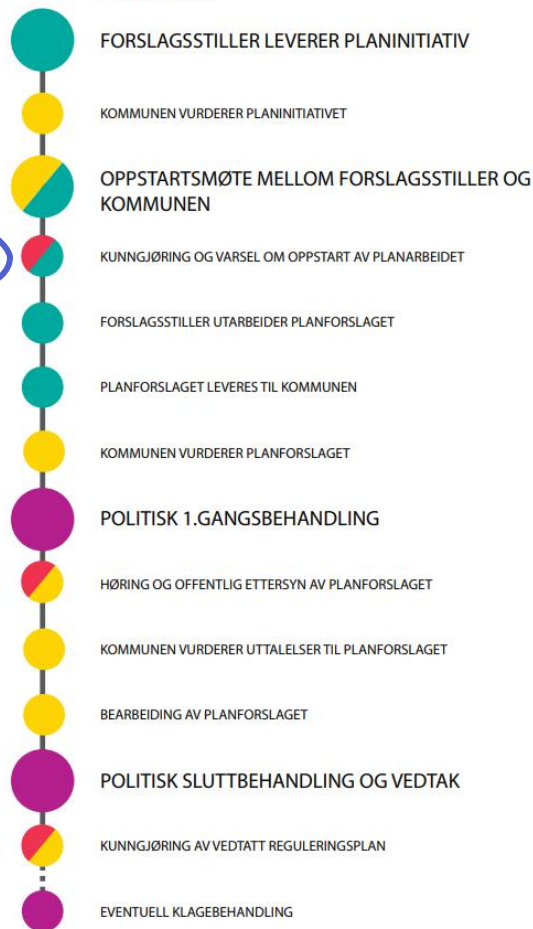 FORSLAGSSTILLER LEVERER PLANINITIATIV
KOMMUNEN VURDERER PLANINITIATIVET
OPPSTARTSMØTE MELLOM FORSLAGSSTILLER OG
KOMMUNEN
KUNNGJØRING OG VARSEL OM OPPSTART AV PLANARBEIDET
FORSLAGSSTILLER UTARBEIDER PLANFORSLAGET
PLANFORSLAGET LEVERES TIL KOMMUNEN
KOMMUNEN VURDERER PLANFORSLAGET
POLITISK 1.GANGSBEHANDLING
HØRING OG OFFENTLIG ETTERSYN AV PLANFORSLAGET
KOMMUNEN VURDERER UTTALELSER TIL PLANFORSLAGET
BEARBEIDING AV PLANFORSLAGET
POLITISK SLUTTBEHANDLING OG VEDTAK
KUNNGJØRING AV VEDTATT REGULERINGSPLAN
EVENTUELL KLAGEBEHANDLING